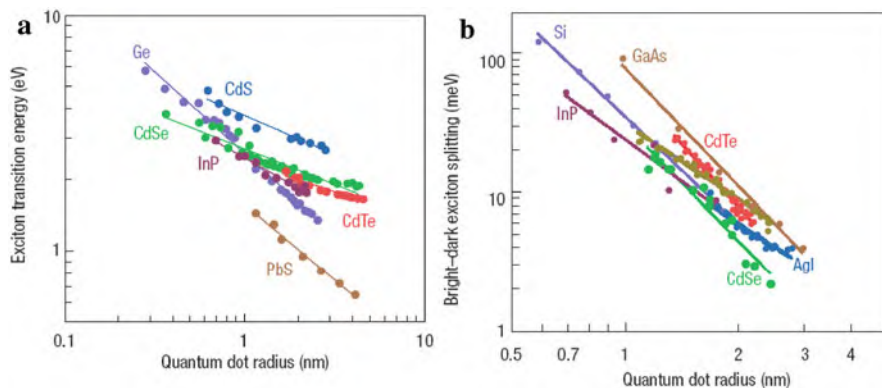 a
10
Ge
CdS
CdSe
InP
1
CdTe
PbS
Exciton transition energy (eV)
0.1
1
10
Quantum dot radius (nm)
b
Si
100
GaAs
InP
CdTe
10
AgI
CdSe
1
Bright–dark exciton splitting (meV)
0.5
0.7
1
2
3
4
Quantum dot radius (nm)